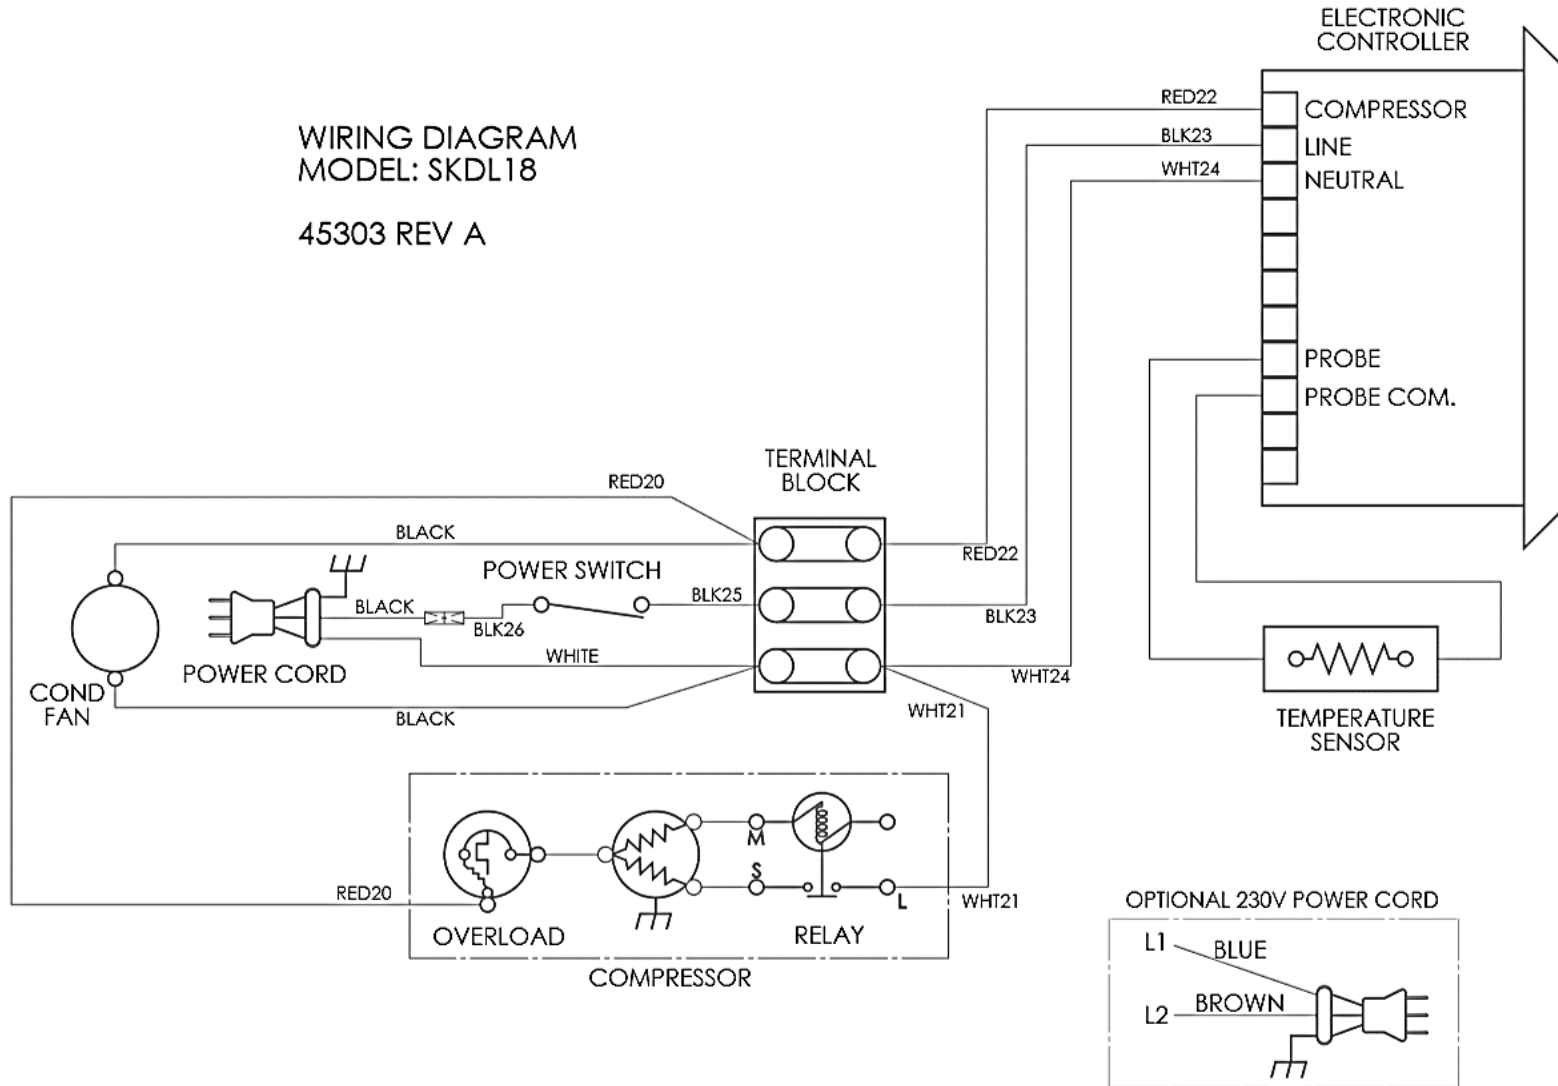 ELECTRONIC
CONTROLLER
WIRING DIAGRAM
MODEL: SKDL18
45303 REV A
RED22
COMPRESSOR
BLK23
LINE
WHT24
NEUTRAL
PROBE
PROBE COM.
TERMINAL
BLOCK
RED20
BLACK
RED22
POWER SWITCH
BLK25
BLACK
BLK26
BLK23
WHITE
POWER CORD
WHT24
COND
FAN
BLACK
WHT21
TEMPERATURE
SENSOR
M
S
L
RED20
WHT21
OVERLOAD
RELAY
COMPRESSOR
OPTIONAL 230V POWER CORD
L1
BLUE
L2
BROWN